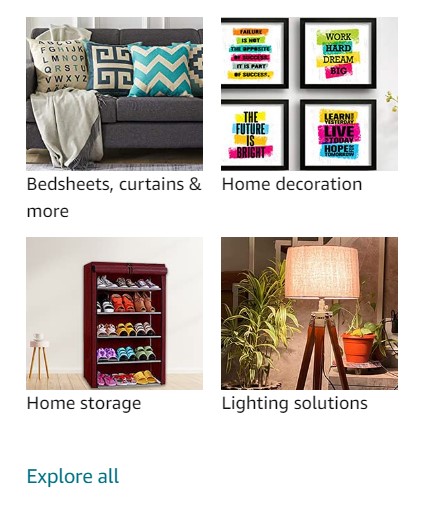 A B C D E
F G H I J K
L M N O P
Q R S T U
V W X Y Z
FAILURE
IS NOT
THE OPPOSITE
OF SUCCESS.
IT IS PART
OF SUCCESS.
WORK
HARD
DREAM
BIG
THE
FUTURE
IS
BRIGHT
LEARN FROM
YESTERDAY
LIVE FOR
TODAY
HOPE FOR
TOMORROW
Bedsheets, curtains &
more
Home decoration
Home storage
Lighting solutions
Explore all